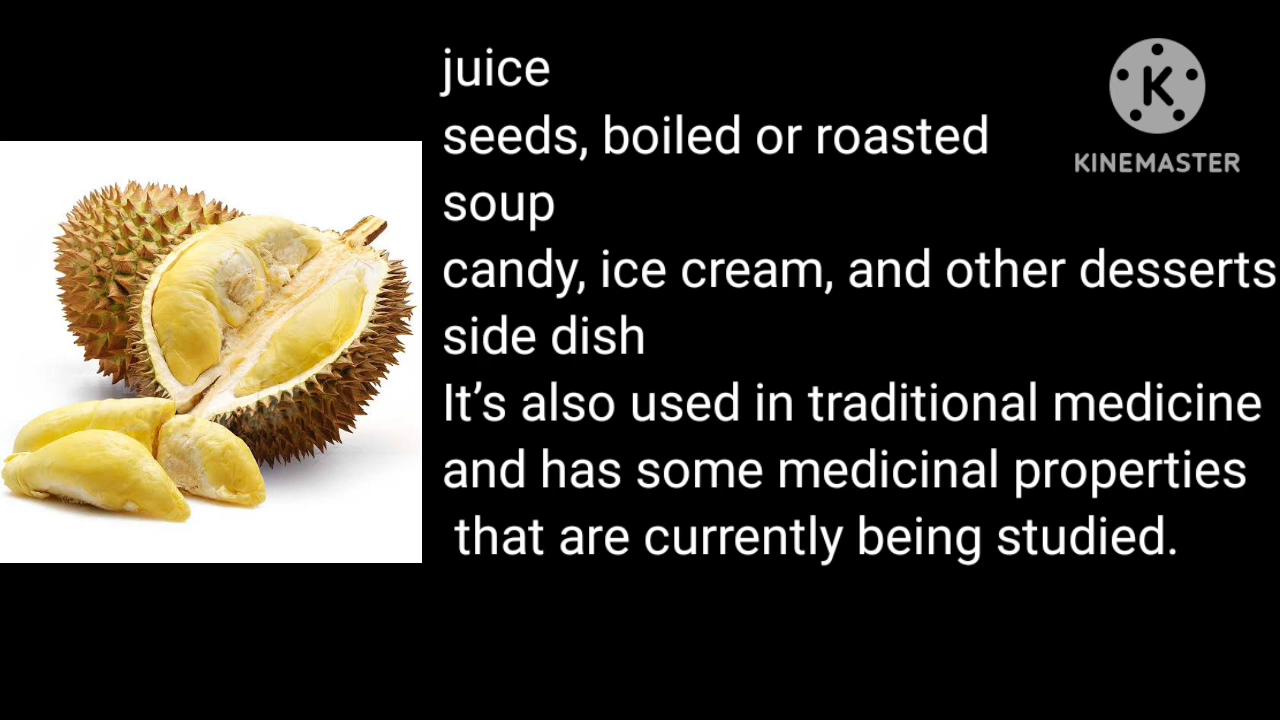 juice
seeds, boiled or roasted
soup
candy, ice cream, and other desserts
side dish
It’s also used in traditional medicine
and has some medicinal properties
that are currently being studied.
K
KINEMASTER